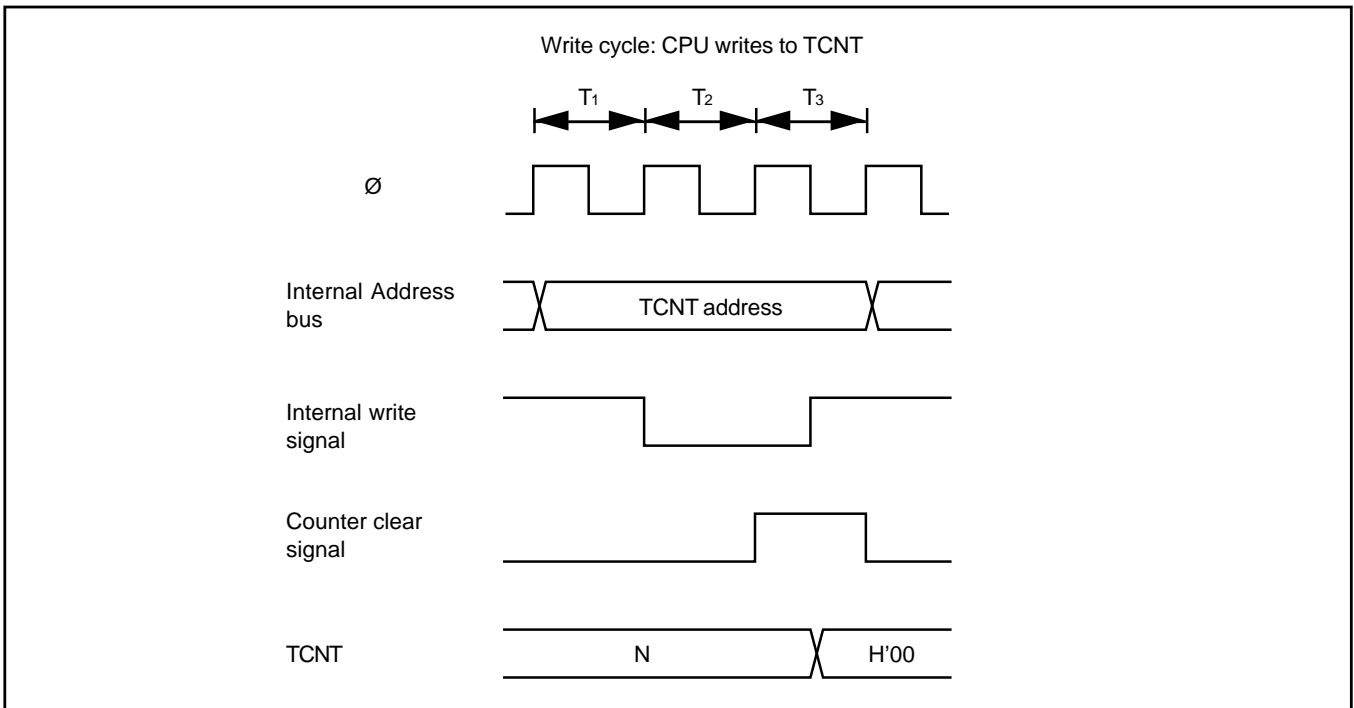 Write cycle: CPU writes to TCNT
T1 T2 T3
Ø
Internal Address
bus
TCNT address
Internal write
signal
Counter clear
signal
TCNT N H'00